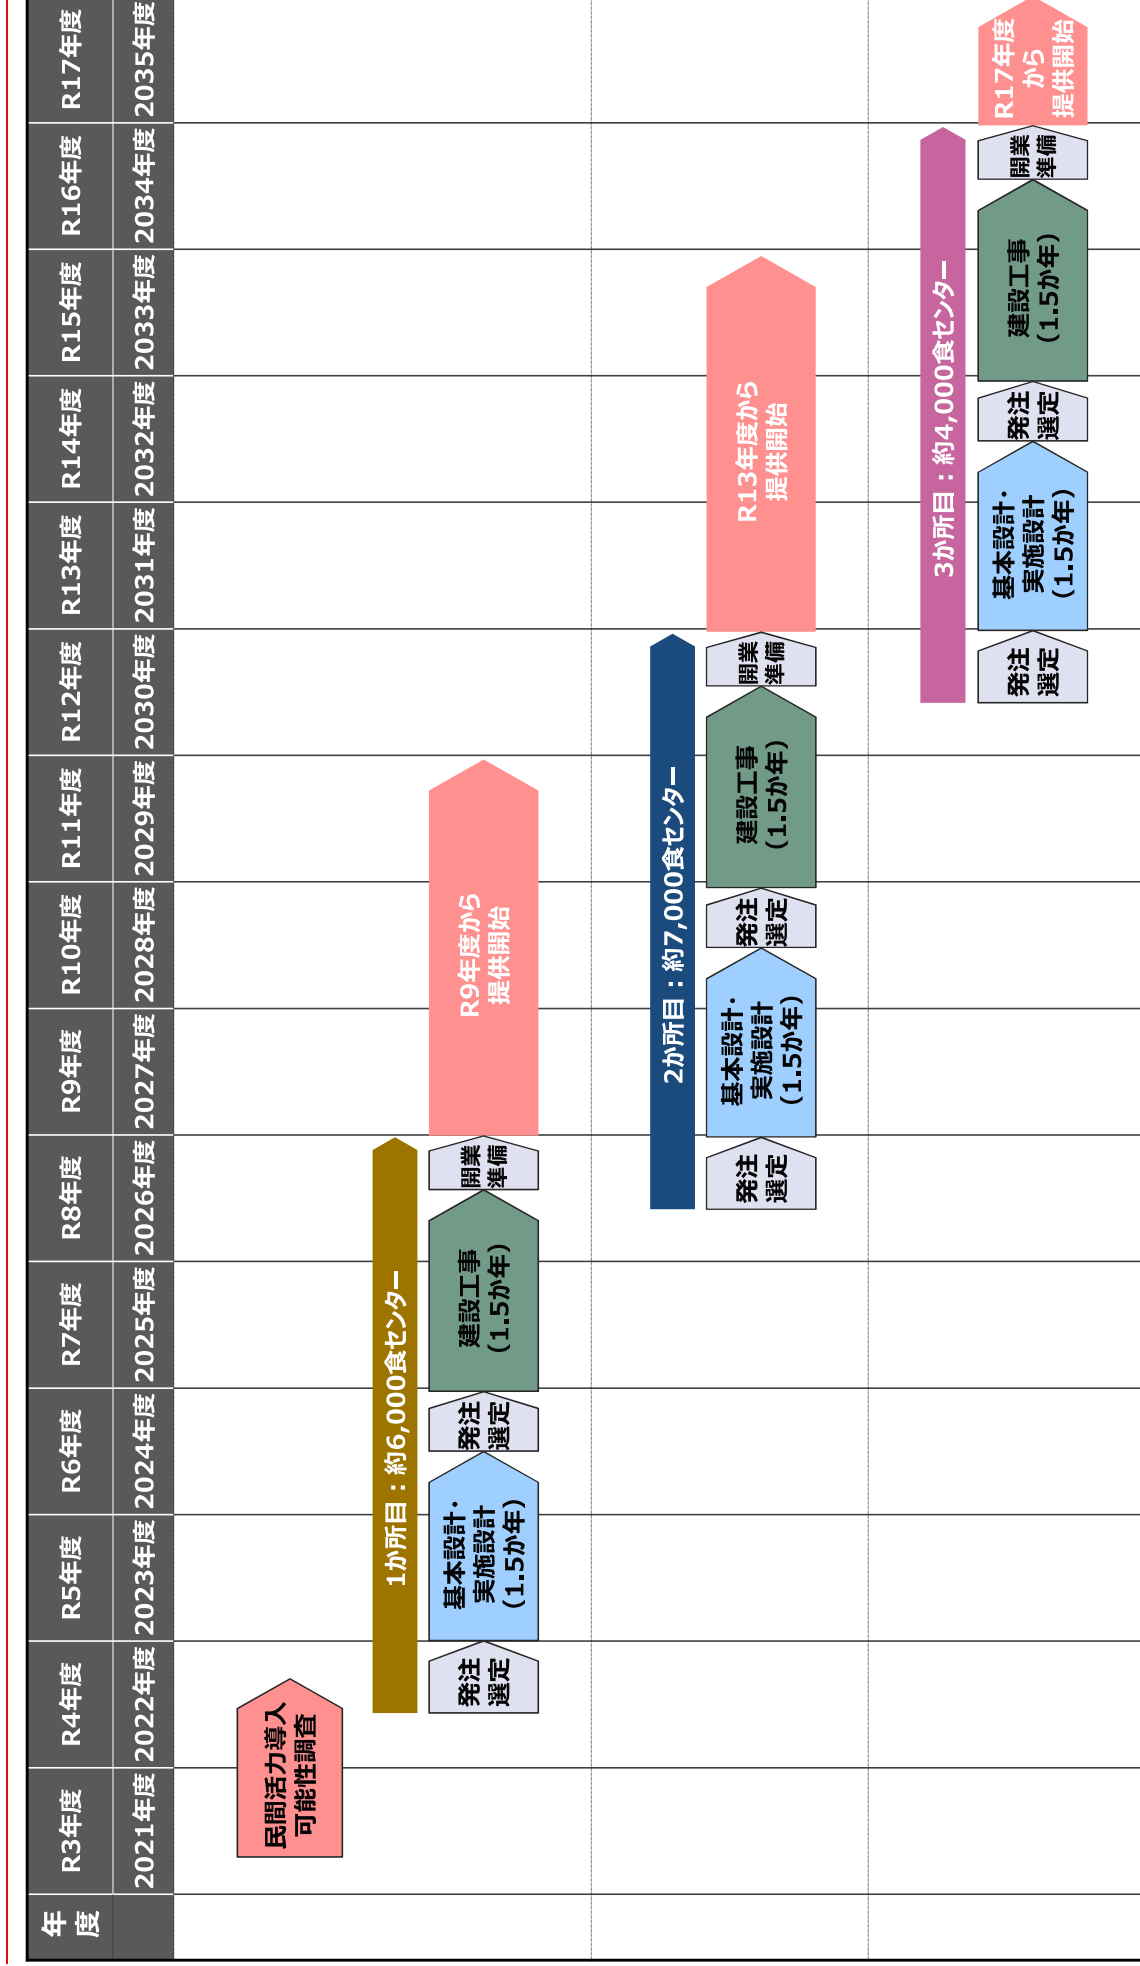 年
度
R3年度
R4年度
R5年度
R6年度
R7年度
R8年度
R9年度
R10年度
R11年度
R12年度
R13年度
R14年度
R15年度
R16年度
R17年度
2021年度
2022年度
2023年度
2024年度
2025年度
2026年度
2027年度
2028年度
2029年度
2030年度
2031年度
2032年度
2033年度
2034年度
2035年度
民間活力導入
可能性調査
1か所目：約6,000食センター
発注
選定
基本設計・
実施設計
(1.5か年)
発注
選定
建設工事
(1.5か年)
開業
準備
R9年度から
提供開始
2か所目：約7,000食センター
発注
選定
基本設計・
実施設計
(1.5か年)
発注
選定
建設工事
(1.5か年)
開業
準備
R13年度から
提供開始
3か所目：約4,000食センター
発注
選定
基本設計・
実施設計
(1.5か年)
発注
選定
建設工事
(1.5か年)
開業
準備
R17年度
から
提供開始